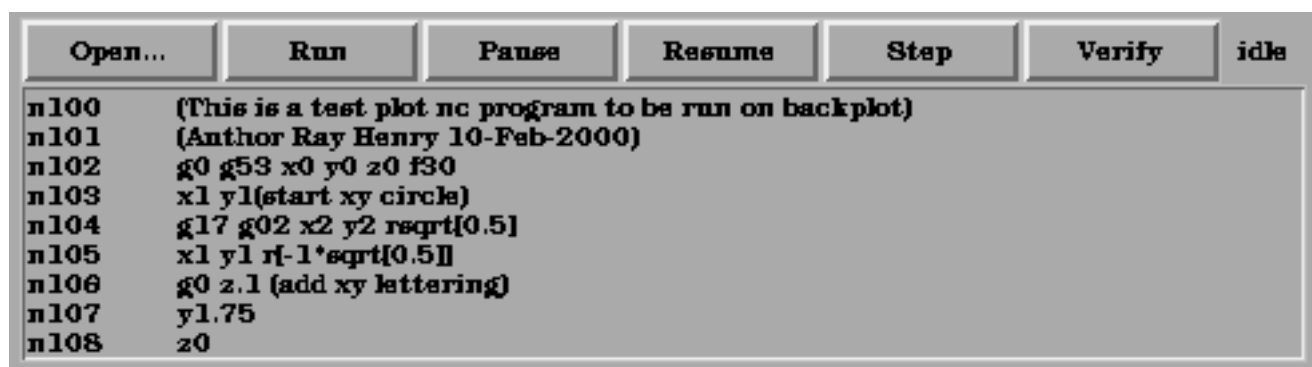 Open... Run Pause Resume Step Verify idle
n100 (This is a test plot nc program to be run on backplot)
n101 (Author Ray Henry 10-Feb-2000)
n102 g0 g53 x0 y0 z0 f30
n103 x1 y1(start xy circle)
n104 g17 g02 x2 y2 rsqrt[0.5]
n105 x1 y1 r[-1*sqrt[0.5]]
n106 g0 z.1 (add xy lettering)
n107 y1.75
n108 z0